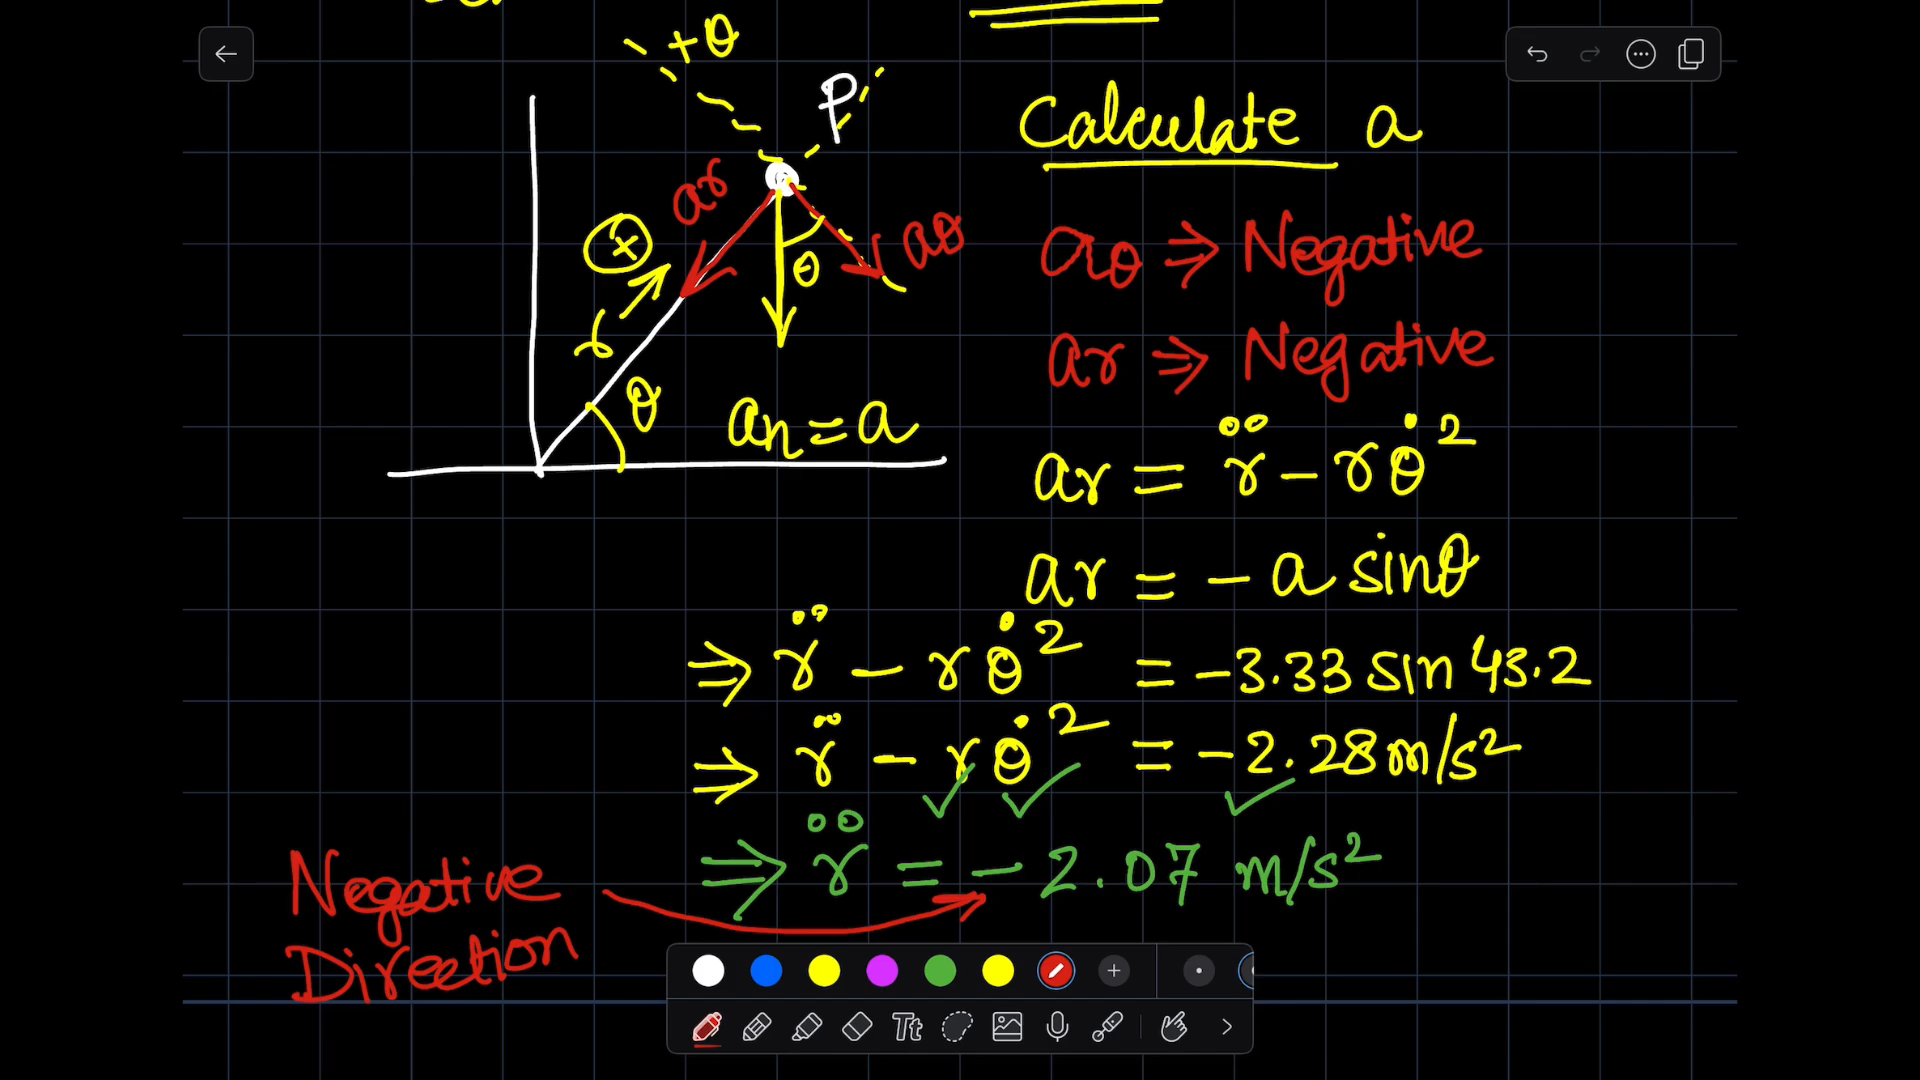 +θ
P
Calculate a
ar
(+)
aθ
aθ ⇒ Negative
θ
r
ar ⇒ Negative
θ
an = a
ar = r̈ - rθ̇²
ar = - a sinθ
⇒ r̈ - rθ̇² = -3.33 sin 43.2
⇒ r̈ - rθ̇² = -2.28 m/s²
⇒ r̈ = - 2.07 m/s²
Negative
Direction
Tt